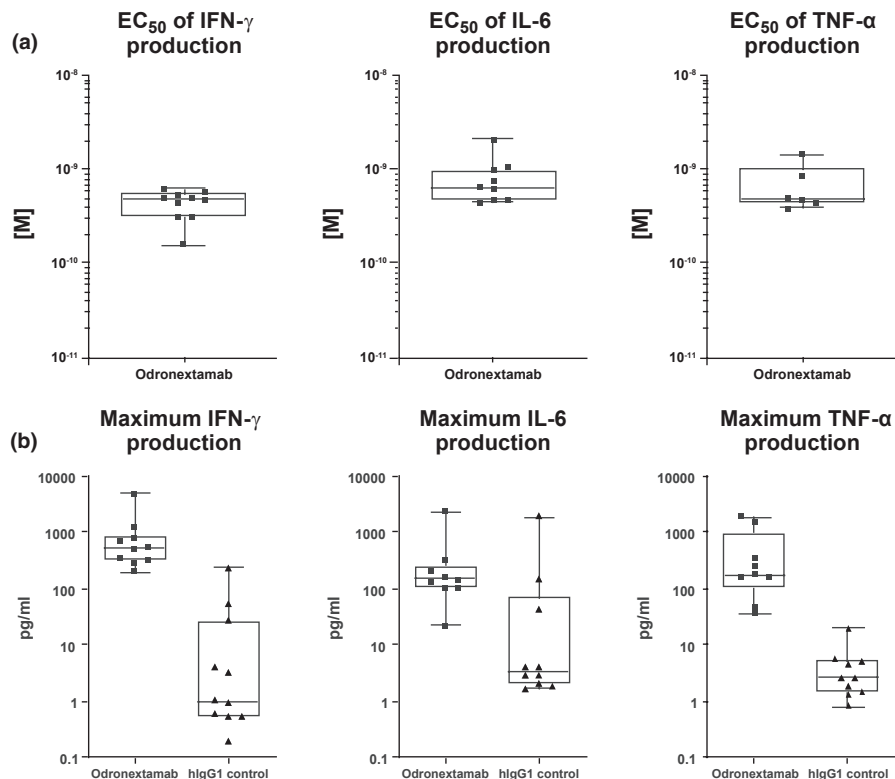 (a)
EC50 of IFN-γ
production
10-8
10-9
10-10
10-11
[M]
Odronextamab
EC50 of IL-6
production
10-8
10-9
10-10
10-11
[M]
Odronextamab
EC50 of TNF-α
production
10-8
10-9
10-10
10-11
[M]
Odronextamab
(b)
Maximum IFN-γ
production
10000
1000
100
10
1
0.1
pg/ml
Odronextamab hIgG1 control
Maximum IL-6
production
10000
1000
100
10
1
0.1
pg/ml
Odronextamab hIgG1 control
Maximum TNF-α
production
10000
1000
100
10
1
0.1
pg/ml
Odronextamab hIgG1 control